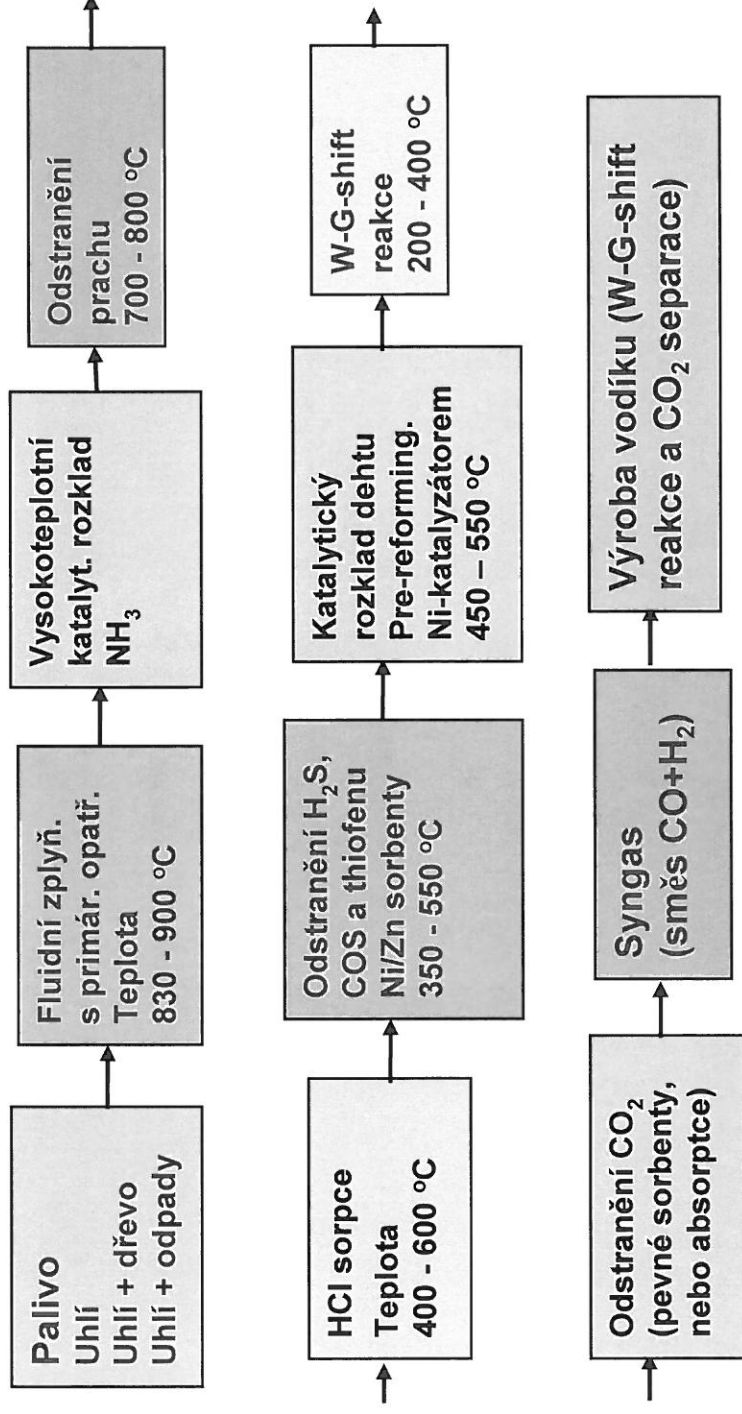 Palivo
Uhlí
Uhlí + dřevo
Uhlí + odpady
Fluidní zplyň.
s primár. opatř.
Teplota
830 - 900 °C
Vysokoteplotní
katalyt. rozklad
NH₃
Odstranění
prachu
700 - 800 °C
HCl sorpce
Teplota
400 - 600 °C
Odstranění H₂S,
COS a thiofenu
Ni/Zn sorbenty
350 - 550 °C
Katalytický
rozklad dehtu
Pre-reforming.
Ni-katalyzátorem
450 – 550 °C
W-G-shift
reakce
200 - 400 °C
Odstranění CO₂
(pevné sorbenty,
nebo absorptce)
Syngas
(směs CO+H₂)
Výroba vodíku (W-G-shift
reakce a CO₂ separace)